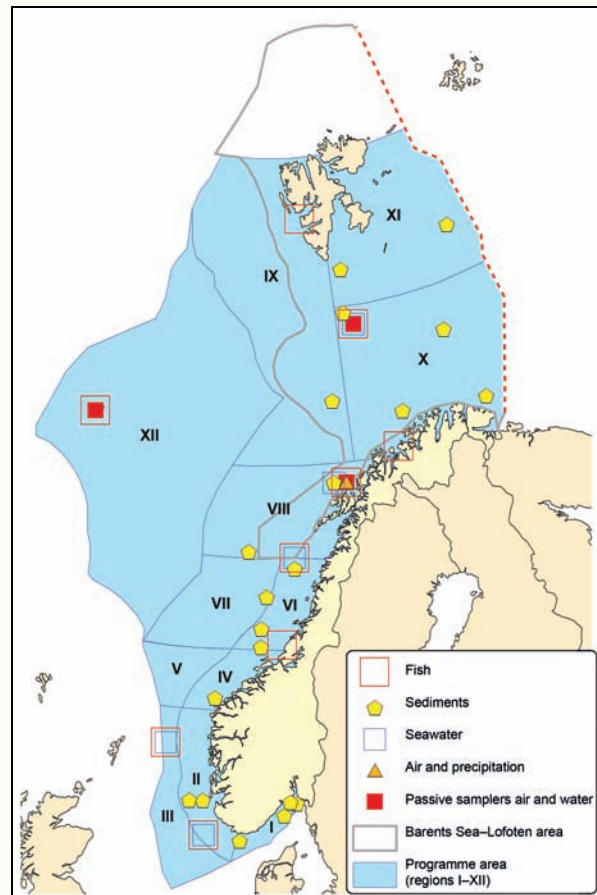 XI
IX
X
XII
VIII
VII
VI
V
IV
II
III
I
Fish
Sediments
Seawater
Air and precipitation
Passive samplers air and water
Barents Sea–Lofoten area
Programme area
(regions I–XII)